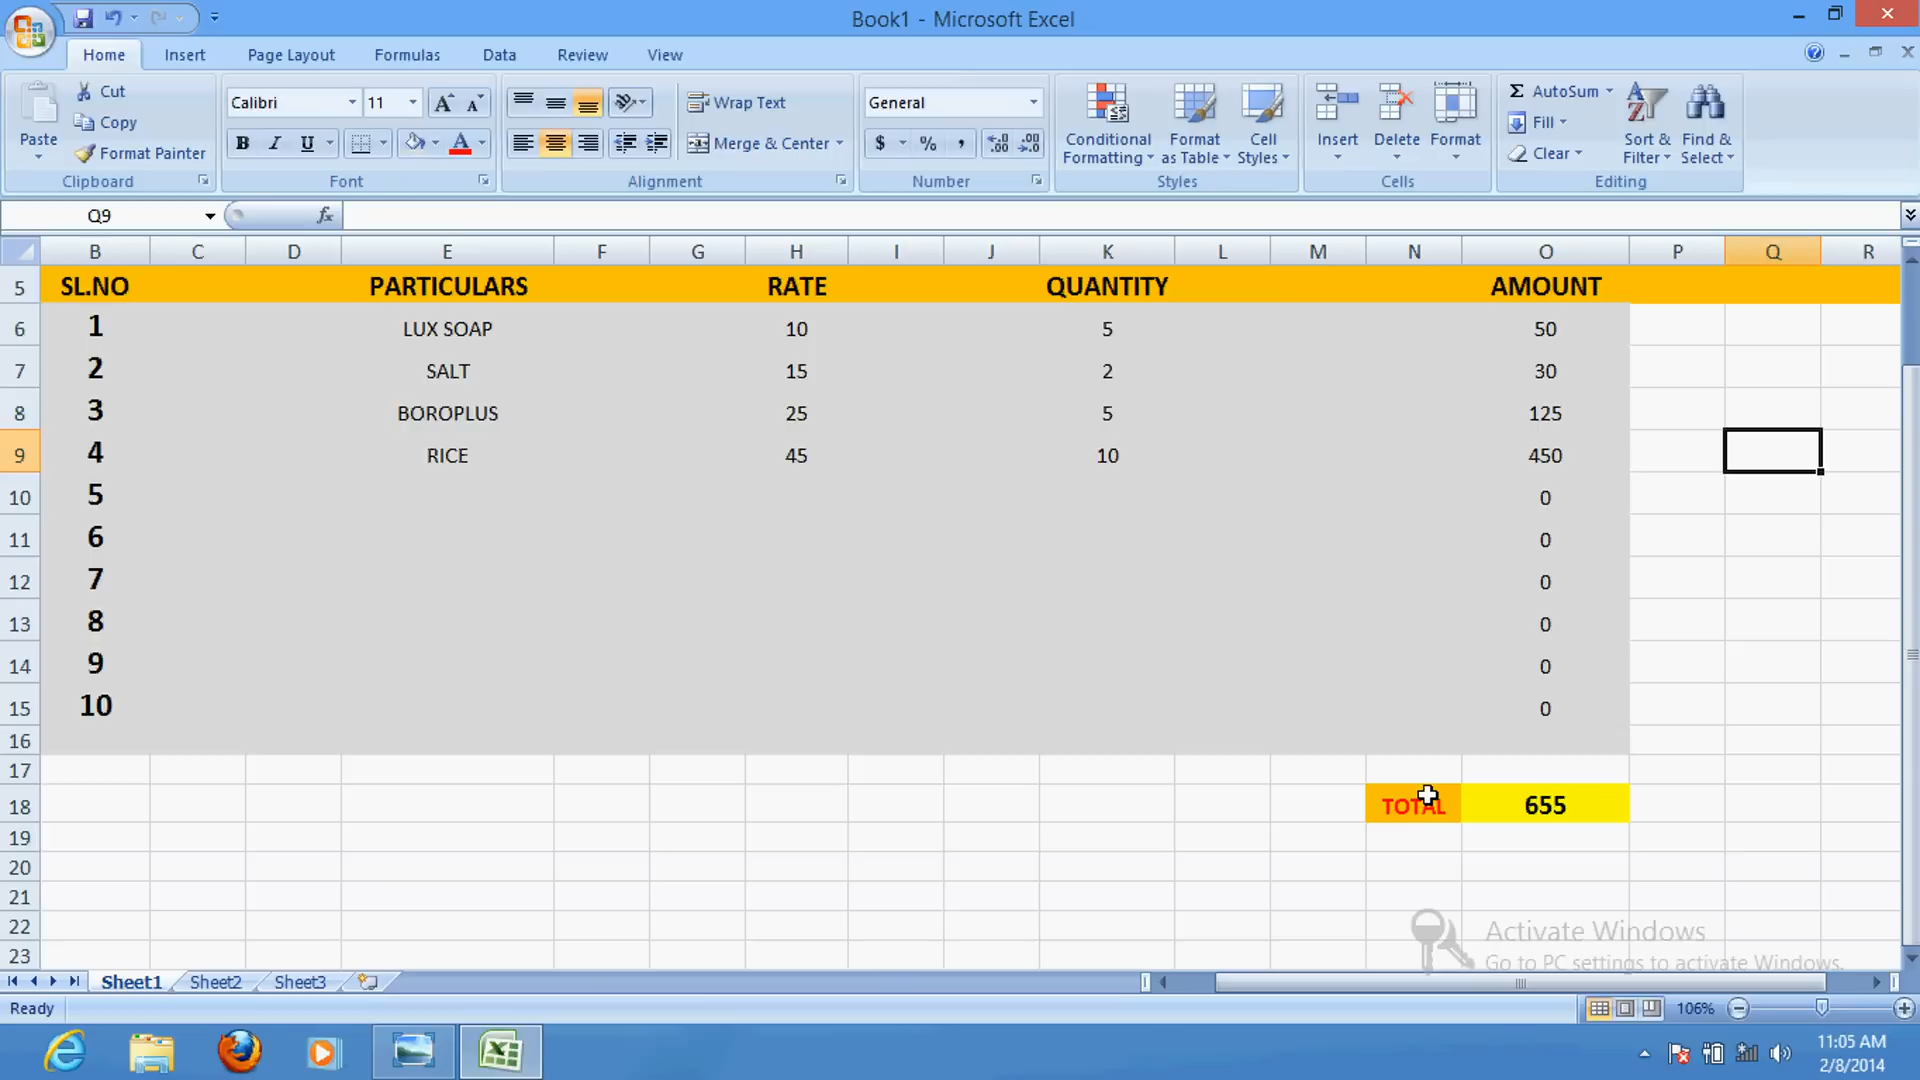 Book1 - Microsoft Excel
Home Insert Page Layout Formulas Data Review View
Paste Cut Copy Format Painter Clipboard
Calibri 11 A A B I U A Font
Wrap Text Merge & Center Alignment
General $ % , .0 .00 .00 .0 Number
Conditional Formatting Format as Table Cell Styles Styles
Insert Delete Format Cells
Σ AutoSum Fill Clear Sort & Filter Find & Select Editing
Q9 fx
B C D E F G H I J K L M N O P Q R
5 SL.NO PARTICULARS RATE QUANTITY AMOUNT
6 1 LUX SOAP 10 5 50
7 2 SALT 15 2 30
8 3 BOROPLUS 25 5 125
9 4 RICE 45 10 450
10 5 0
11 6 0
12 7 0
13 8 0
14 9 0
15 10 0
16
17
18 TOTAL 655
19
20
21
22
23
Activate Windows
Go to PC settings to activate Windows.
Sheet1 Sheet2 Sheet3
Ready 106%
11:05 AM
2/8/2014